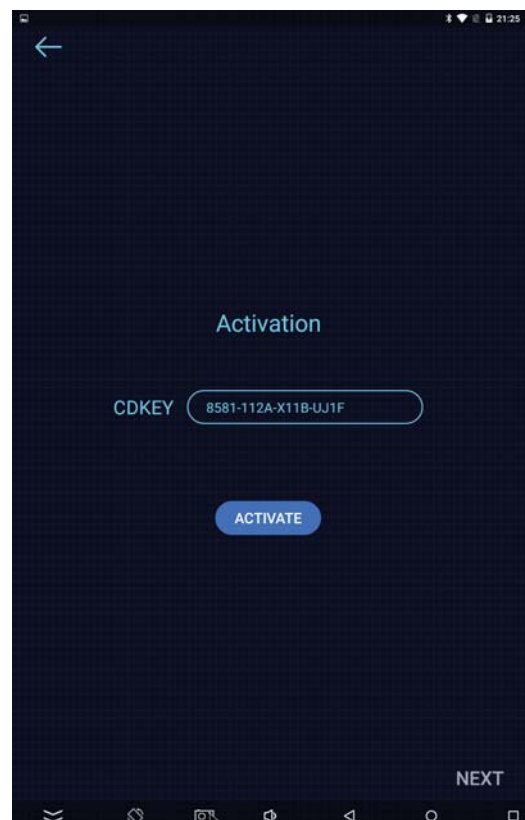 21:25
Activation
CDKEY 8581-112A-X11B-UJ1F
ACTIVATE
NEXT